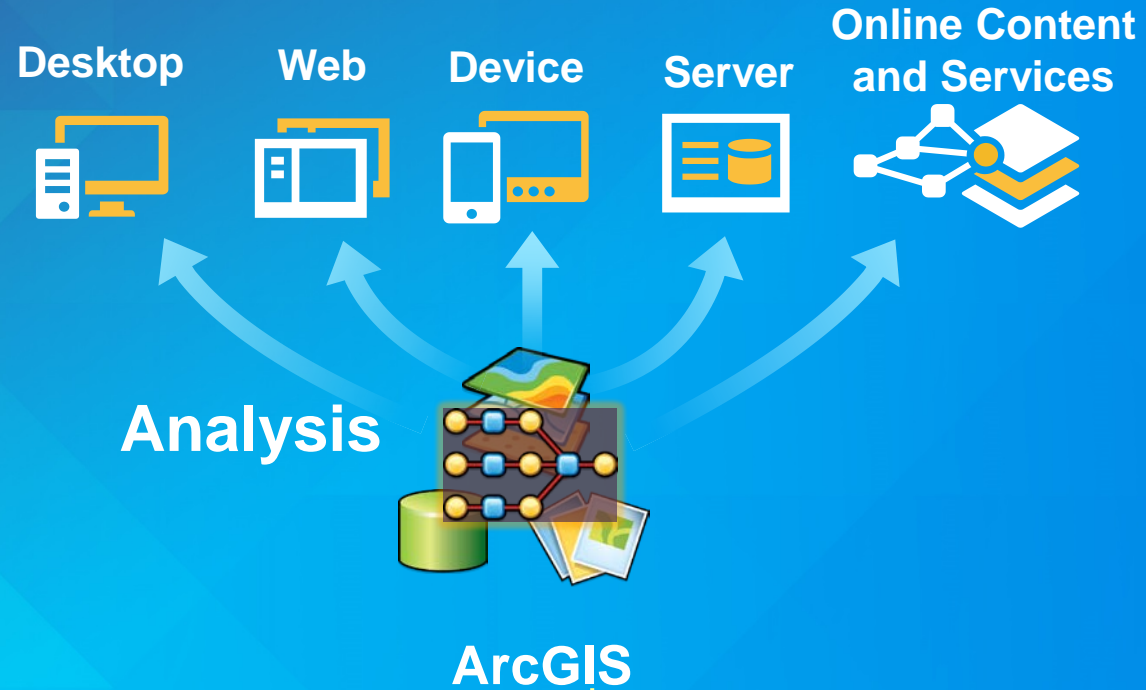 Desktop
Web
Device
Server
Online Content
and Services
Analysis
ArcGIS